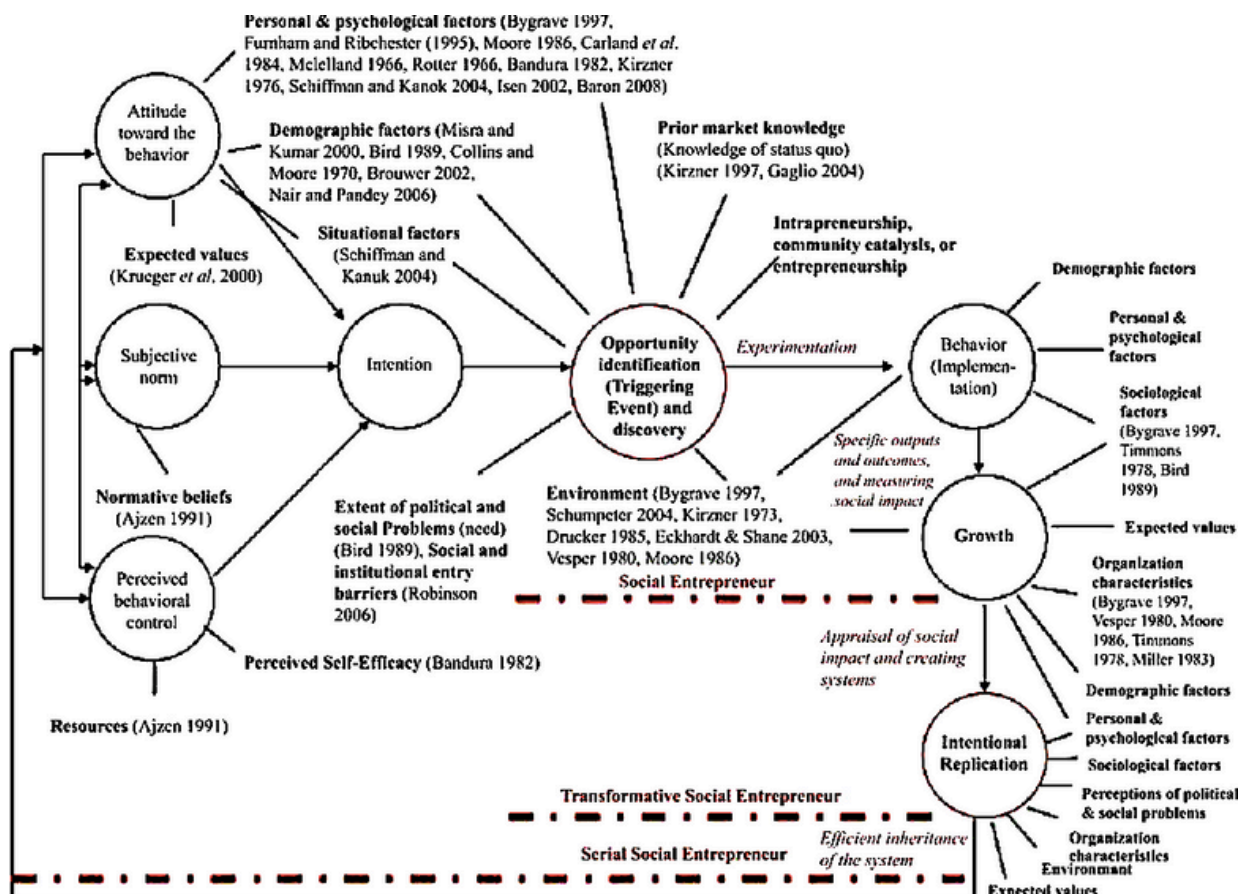 Personal & psychological factors (Bygrave 1997,
Furnham and Ribchester (1995), Moore 1986, Carland et al.
1984, Mclelland 1966, Rotter 1966, Bandura 1982, Kirzner
1976, Schiffman and Kanok 2004, Isen 2002, Baron 2008)
Attitude
toward the
behavior
Demographic factors (Misra and
Kumar 2000, Bird 1989, Collins and
Moore 1970, Brouwer 2002,
Nair and Pandey 2006)
Prior market knowledge
(Knowledge of status quo)
(Kirzner 1997, Gaglio 2004)
Expected values
(Krueger et al, 2000)
Situational factors
(Schiffman and
Kanuk 2004)
Intrapreneurship,
community catalysis, or
entrepreneurship
Demographic factors
Subjective
norm
Intention
Opportunity
identification
(Triggering
Event) and
discovery
Experimentation
Behavior
(Implemen-
tation)
Personal &
psychological
factors
Sociological
factors
(Bygrave 1997,
Timmons
1978, Bird
1989)
Specific outputs
and outcomes,
and measuring
social impact
Normative beliefs
(Ajzen 1991)
Extent of political and
social Problems (need)
(Bird 1989), Social and
institutional entry
barriers (Robinson
2006)
Environment (Bygrave 1997,
Schumpeter 2004, Kirzner 1973,
Drucker 1985, Eckhardt & Shane 2003,
Vesper 1980, Moore 1986)
Growth
Expected values
Perceived
behavioral
control
Social Entrepreneur
Organization
characteristics
(Bygrave 1997,
Vesper 1980, Moore
1986, Timmons
1978, Miller 1983)
Perceived Self-Efficacy (Bandura 1982)
Appraisal of social
impact and creating
systems
Demographic factors
Resources (Ajzen 1991)
Personal &
psychological factors
Intentional
Replication
Sociological factors
Transformative Social Entrepreneur
Perceptions of political
& social problems
Efficient inheritance
of the system
Serial Social Entrepreneur
Organization
characteristics
Environment
Expected values